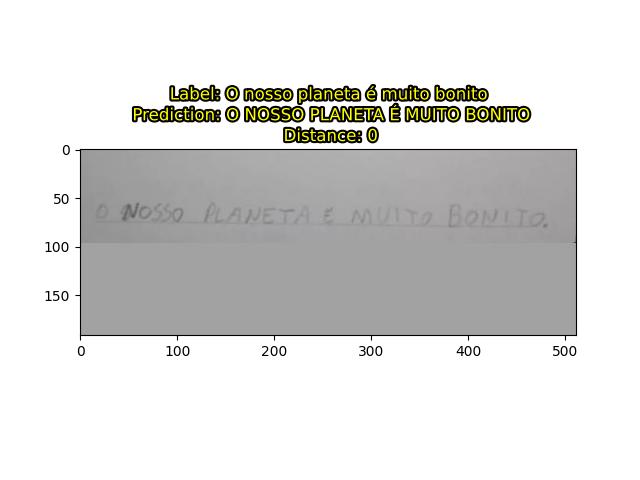 Label: O nosso planeta é muito bonito
Prediction: O NOSSO PLANETA É MUITO BONITO
Distance: 0
0
50
O NOSSO PLANETA É MUITO BONITO.
100
150
0 100 200 300 400 500